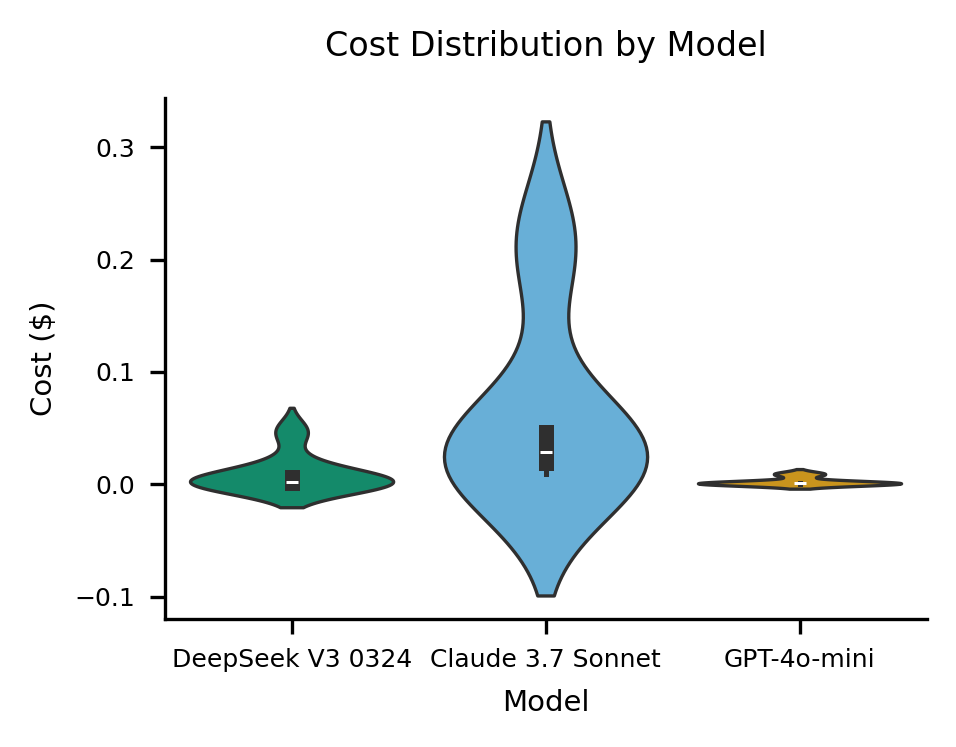 Cost Distribution by Model
Cost ($)
0.3
0.2
0.1
0.0
−0.1
DeepSeek V3 0324
Claude 3.7 Sonnet
GPT-4o-mini
Model